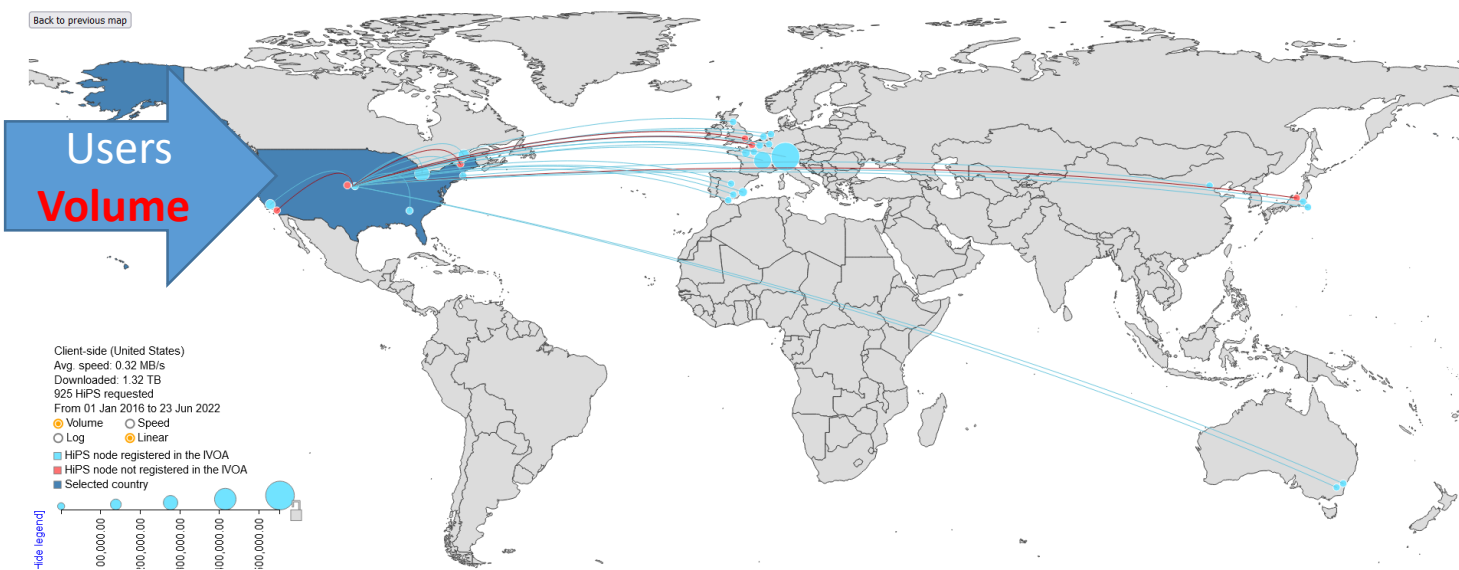 Back to previous map
Users
Volume
Client-side (United States)
Avg. speed: 0.32 MB/s
Downloaded: 1.32 TB
925 HiPS requested
From 01 Jan 2016 to 23 Jun 2022
Volume Speed
Log Linear
HiPS node registered in the IVOA
HiPS node not registered in the IVOA
Selected country
Hide legend]